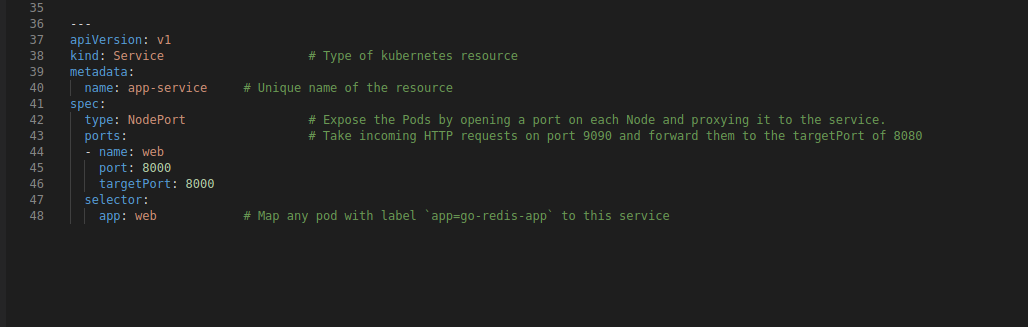 35
36 ---
37 apiVersion: v1
38 kind: Service # Type of kubernetes resource
39 metadata:
40 name: app-service # Unique name of the resource
41 spec:
42 type: NodePort # Expose the Pods by opening a port on each Node and proxying it to the service.
43 ports: # Take incoming HTTP requests on port 9090 and forward them to the targetPort of 8080
44 - name: web
45 port: 8000
46 targetPort: 8000
47 selector:
48 app: web # Map any pod with label `app=go-redis-app` to this service